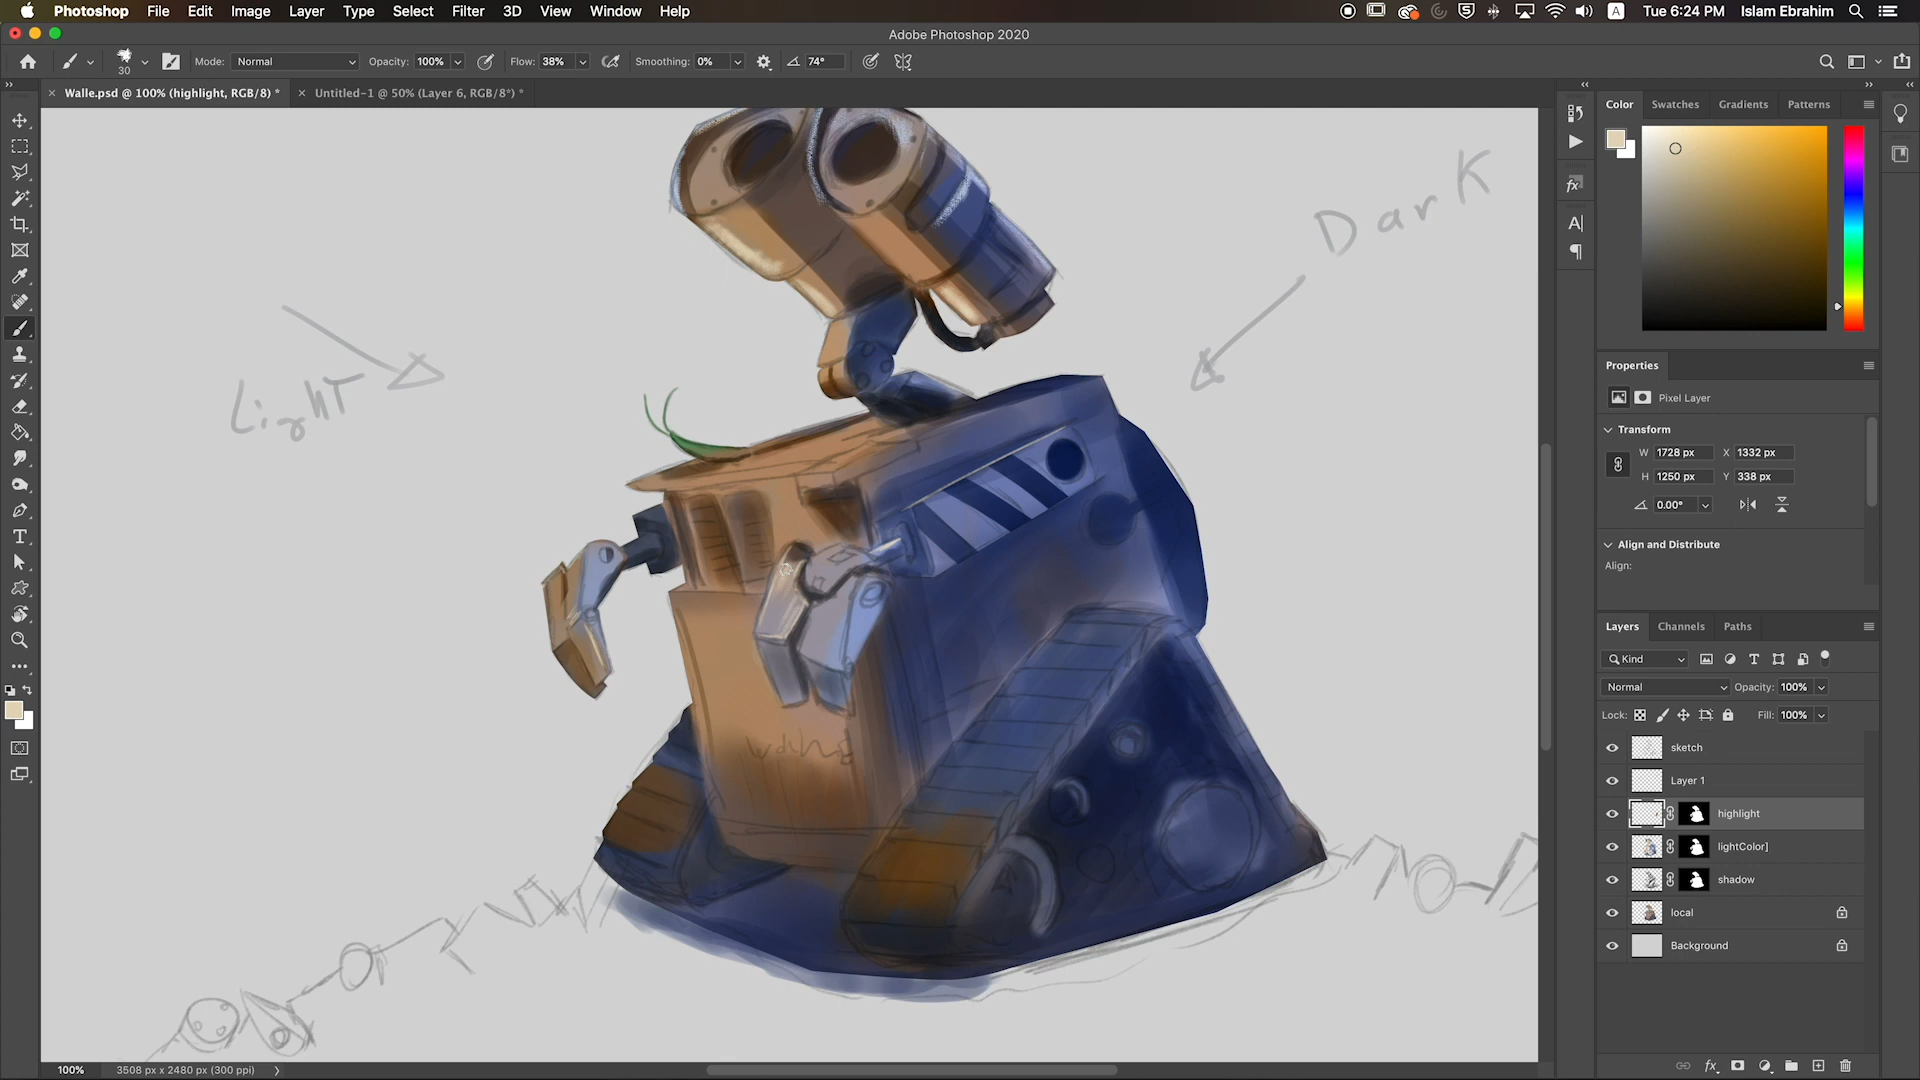 Photoshop File Edit Image Layer Type Select Filter 3D View Window Help A Tue 6:24 PM Islam Ebrahim
Adobe Photoshop 2020
30 Mode: Normal Opacity: 100% Flow: 38% Smoothing: 0% 74°
Walle.psd @ 100% (highlight, RGB/8) * Untitled-1 @ 50% (Layer 6, RGB/8*) *
Color Swatches Gradients Patterns
Dark
Light
Properties
Pixel Layer
Transform
W 1728 px X 1332 px
H 1250 px Y 338 px
0.00°
Align and Distribute
Align:
Layers Channels Paths
Kind
Normal Opacity: 100%
Lock: Fill: 100%
sketch
Layer 1
highlight
lightColor]
shadow
local
Background
100% 3508 px x 2480 px (300 ppi)